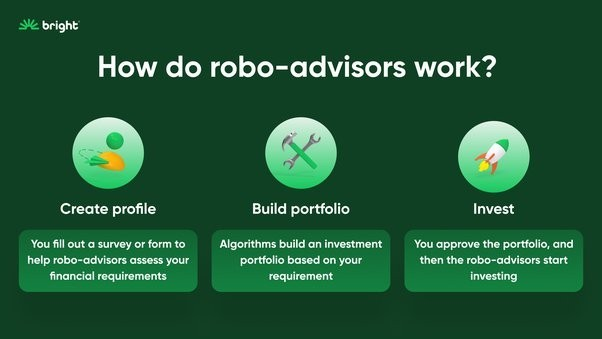 bright
How do robo-advisors work?
Create profile
You fill out a survey or form to
help robo-advisors assess your
financial requirements
Build portfolio
Algorithms build an investment
portfolio based on your
requirement
Invest
You approve the portfolio, and
then the robo-advisors start
investing